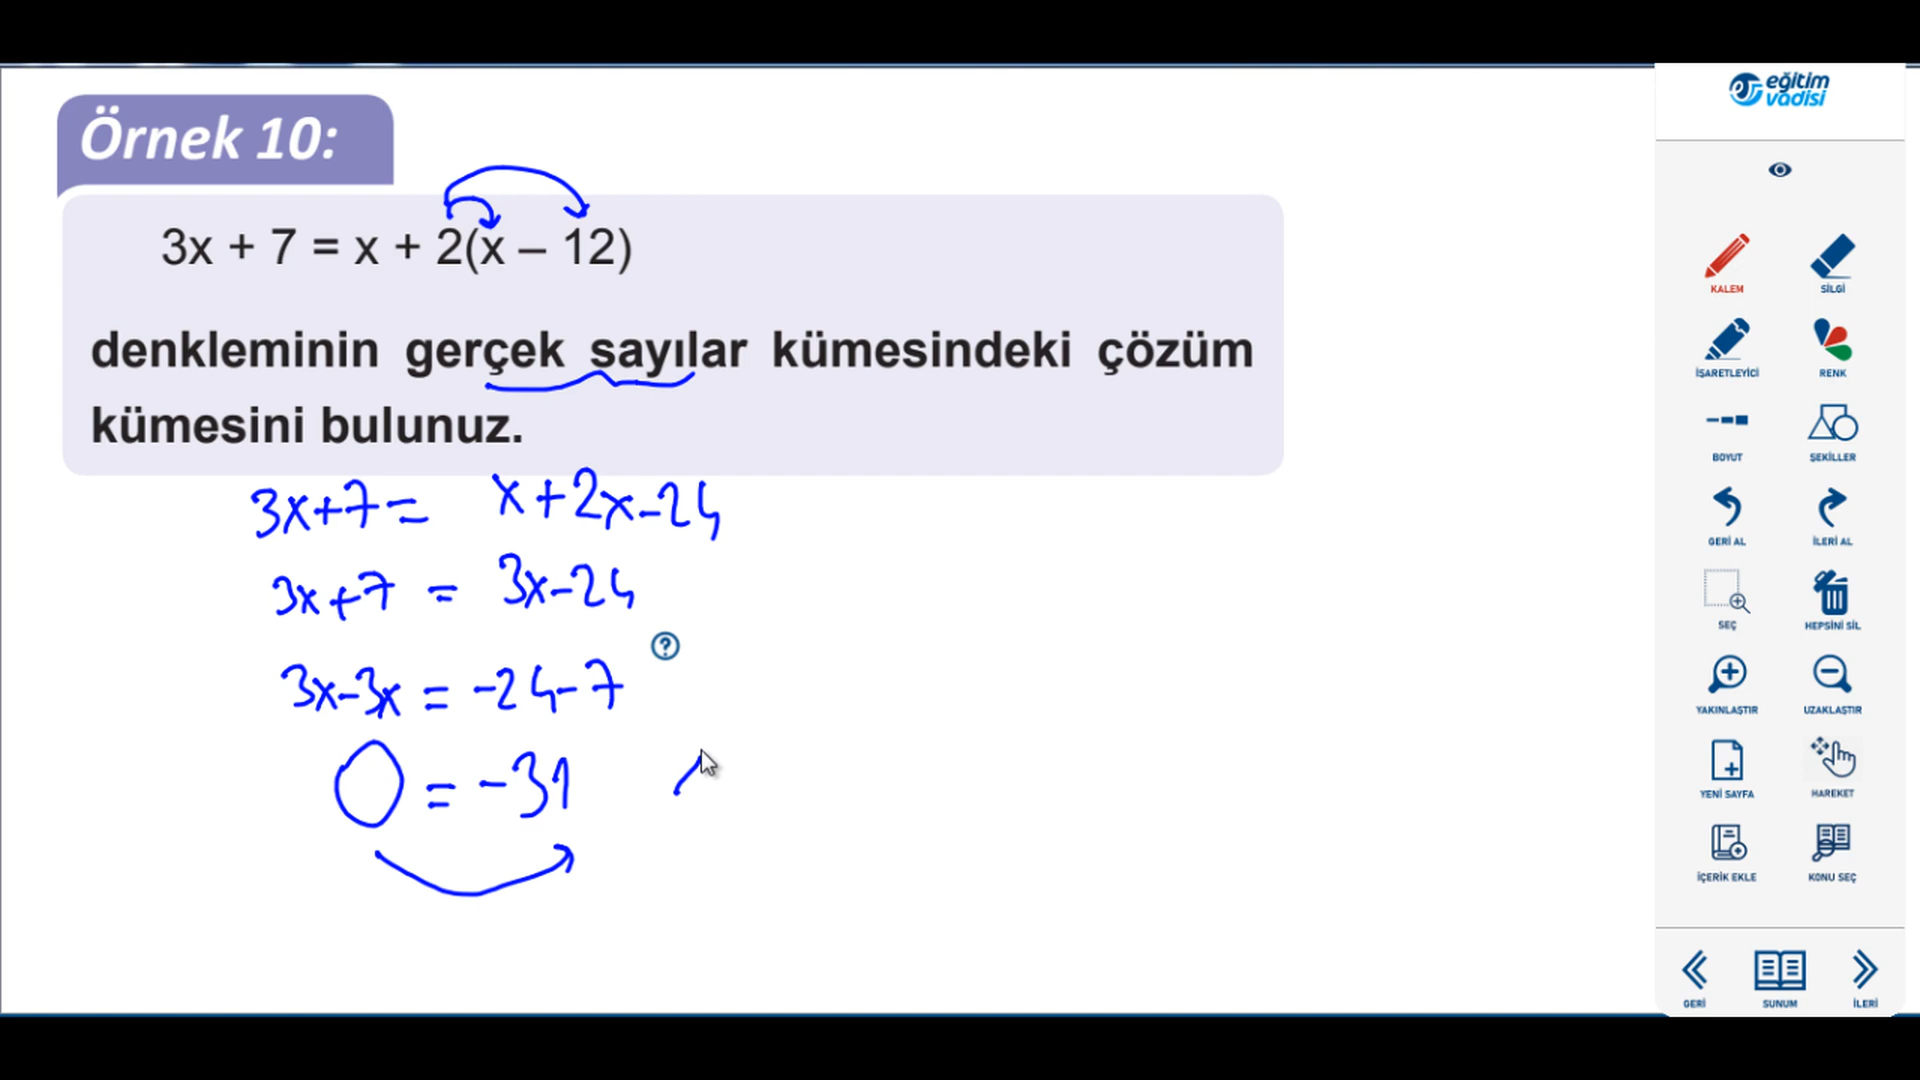 Örnek 10:
3x + 7 = x + 2(x – 12)
denkleminin gerçek sayılar kümesindeki çözüm
kümesini bulunuz.
3x+7= x+2x-24
3x+7 = 3x-24
3x-3x = -24-7
0 = -31
eğitim
vadisi
KALEM
SİLGİ
İŞARETLEYİCİ
RENK
BOYUT
ŞEKİLLER
GERİ AL
İLERİ AL
SEÇ
HEPSİNİ SİL
YAKINLAŞTIR
UZAKLAŞTIR
YENİ SAYFA
HAREKET
İÇERİK EKLE
KONU SEÇ
GERİ
SUNUM
İLERİ